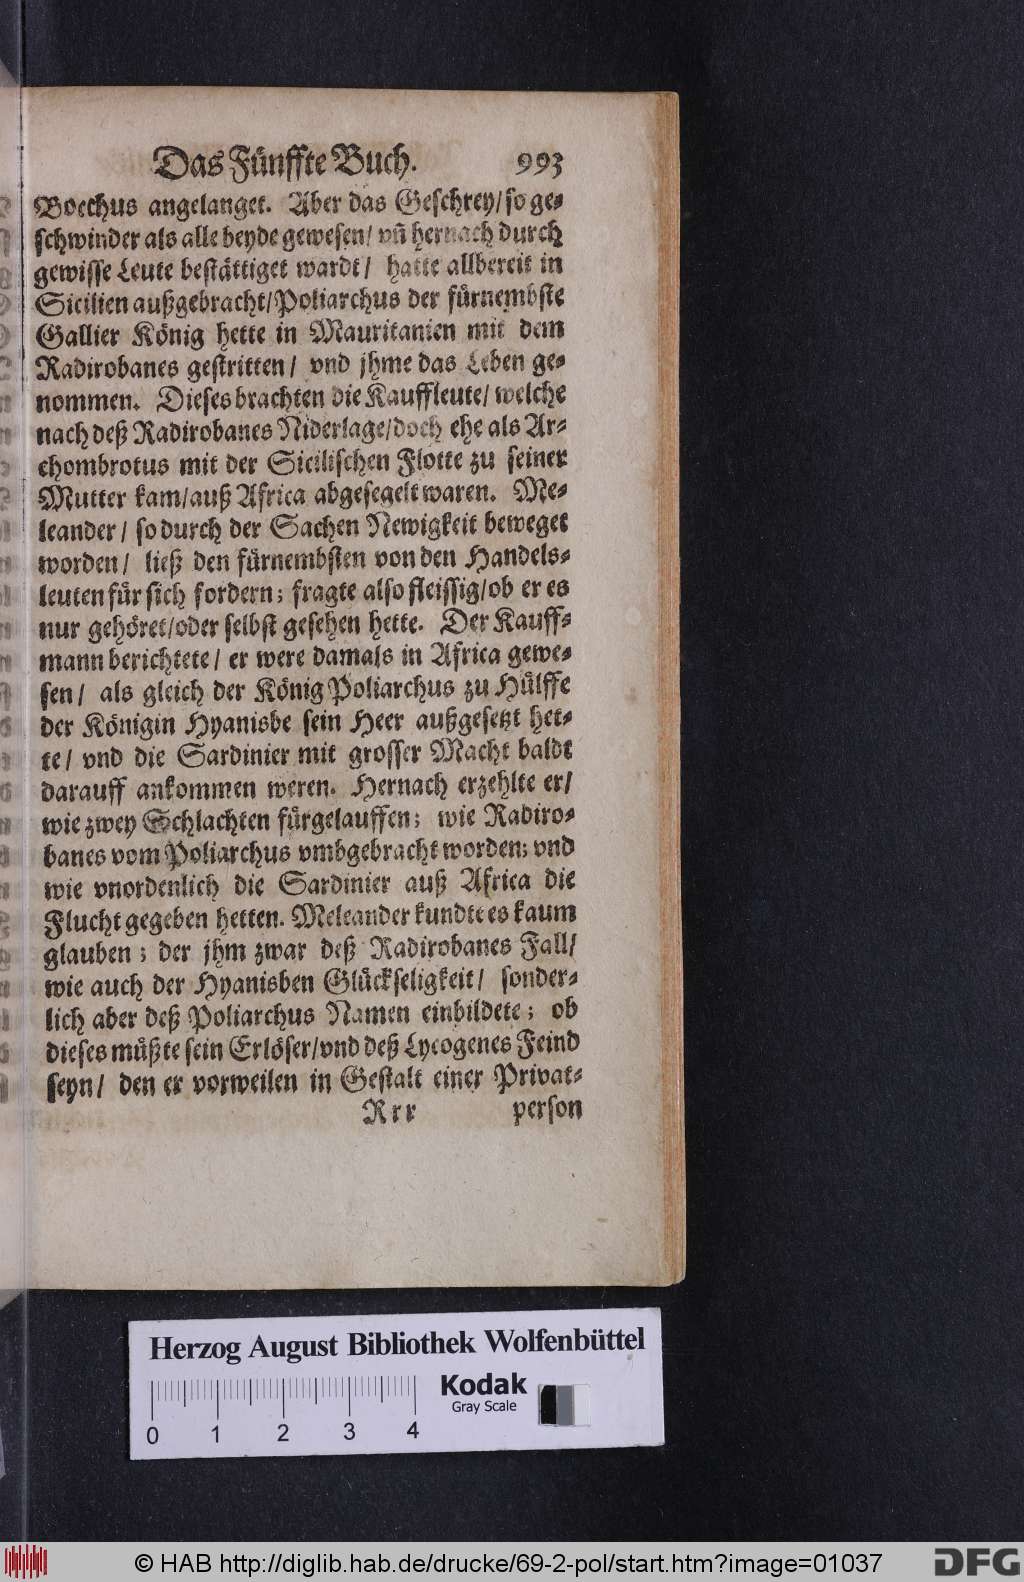 Das Fünffte Buch. 993
Bocchus angelanget. Aber das Geschrey/ so ge-
schwinder als alle beyde gewesen/ vñ hernach durch
gewisse Leute bestättiget wardt/ hatte allbereit in
Sicilien außgebracht/ Poliarchus der fürnembste
Gallier König hette in Mauritanien mit dem
Radirobanes gestritten/ vnd jhme das Leben ge-
nommen. Dieses brachten die Kauffleute/ welche
nach deß Radirobanes Niderlage/ doch ehe als Ar-
chombrotus mit der Sicilischen Flotte zu seiner
Mutter kam/ auß Africa abgesegelt waren. Me-
leander/ so durch der Sachen Newigkeit beweget
worden/ ließ den fürnembsten von den Handels-
leuten für sich fordern; fragte also fleissig/ ob er es
nur gehöret/ oder selbst gesehen hette. Der Kauff-
mann berichtete/ er were damals in Africa gewe-
sen/ als gleich der König Poliarchus zu Hülffe
der Königin Hyanisbe sein Heer außgesetzt het-
te/ vnd die Sardinier mit grosser Macht baldt
darauff ankommen weren. Hernach erzehlte er/
wie zwey Schlachten fürgelauffen; wie Radiro-
banes vom Poliarchus vmbgebracht worden; vnd
wie vnordenlich die Sardinier auß Africa die
Flucht gegeben hetten. Meleander kundte es kaum
glauben; der jhm zwar deß Radirobanes Fall/
wie auch der Hyanisben Glückseligkeit/ sonder-
lich aber deß Poliarchus Namen einbildete; ob
dieses müßte sein Erlöser/ vnd deß Lycogenes Feind
seyn/ den er vorweilen in Gestalt einer Privat-
Rrr person
Herzog August Bibliothek Wolfenbüttel
Kodak
Gray Scale
0 1 2 3 4
© HAB http://diglib.hab.de/drucke/69-2-pol/start.htm?image=01037
DFG